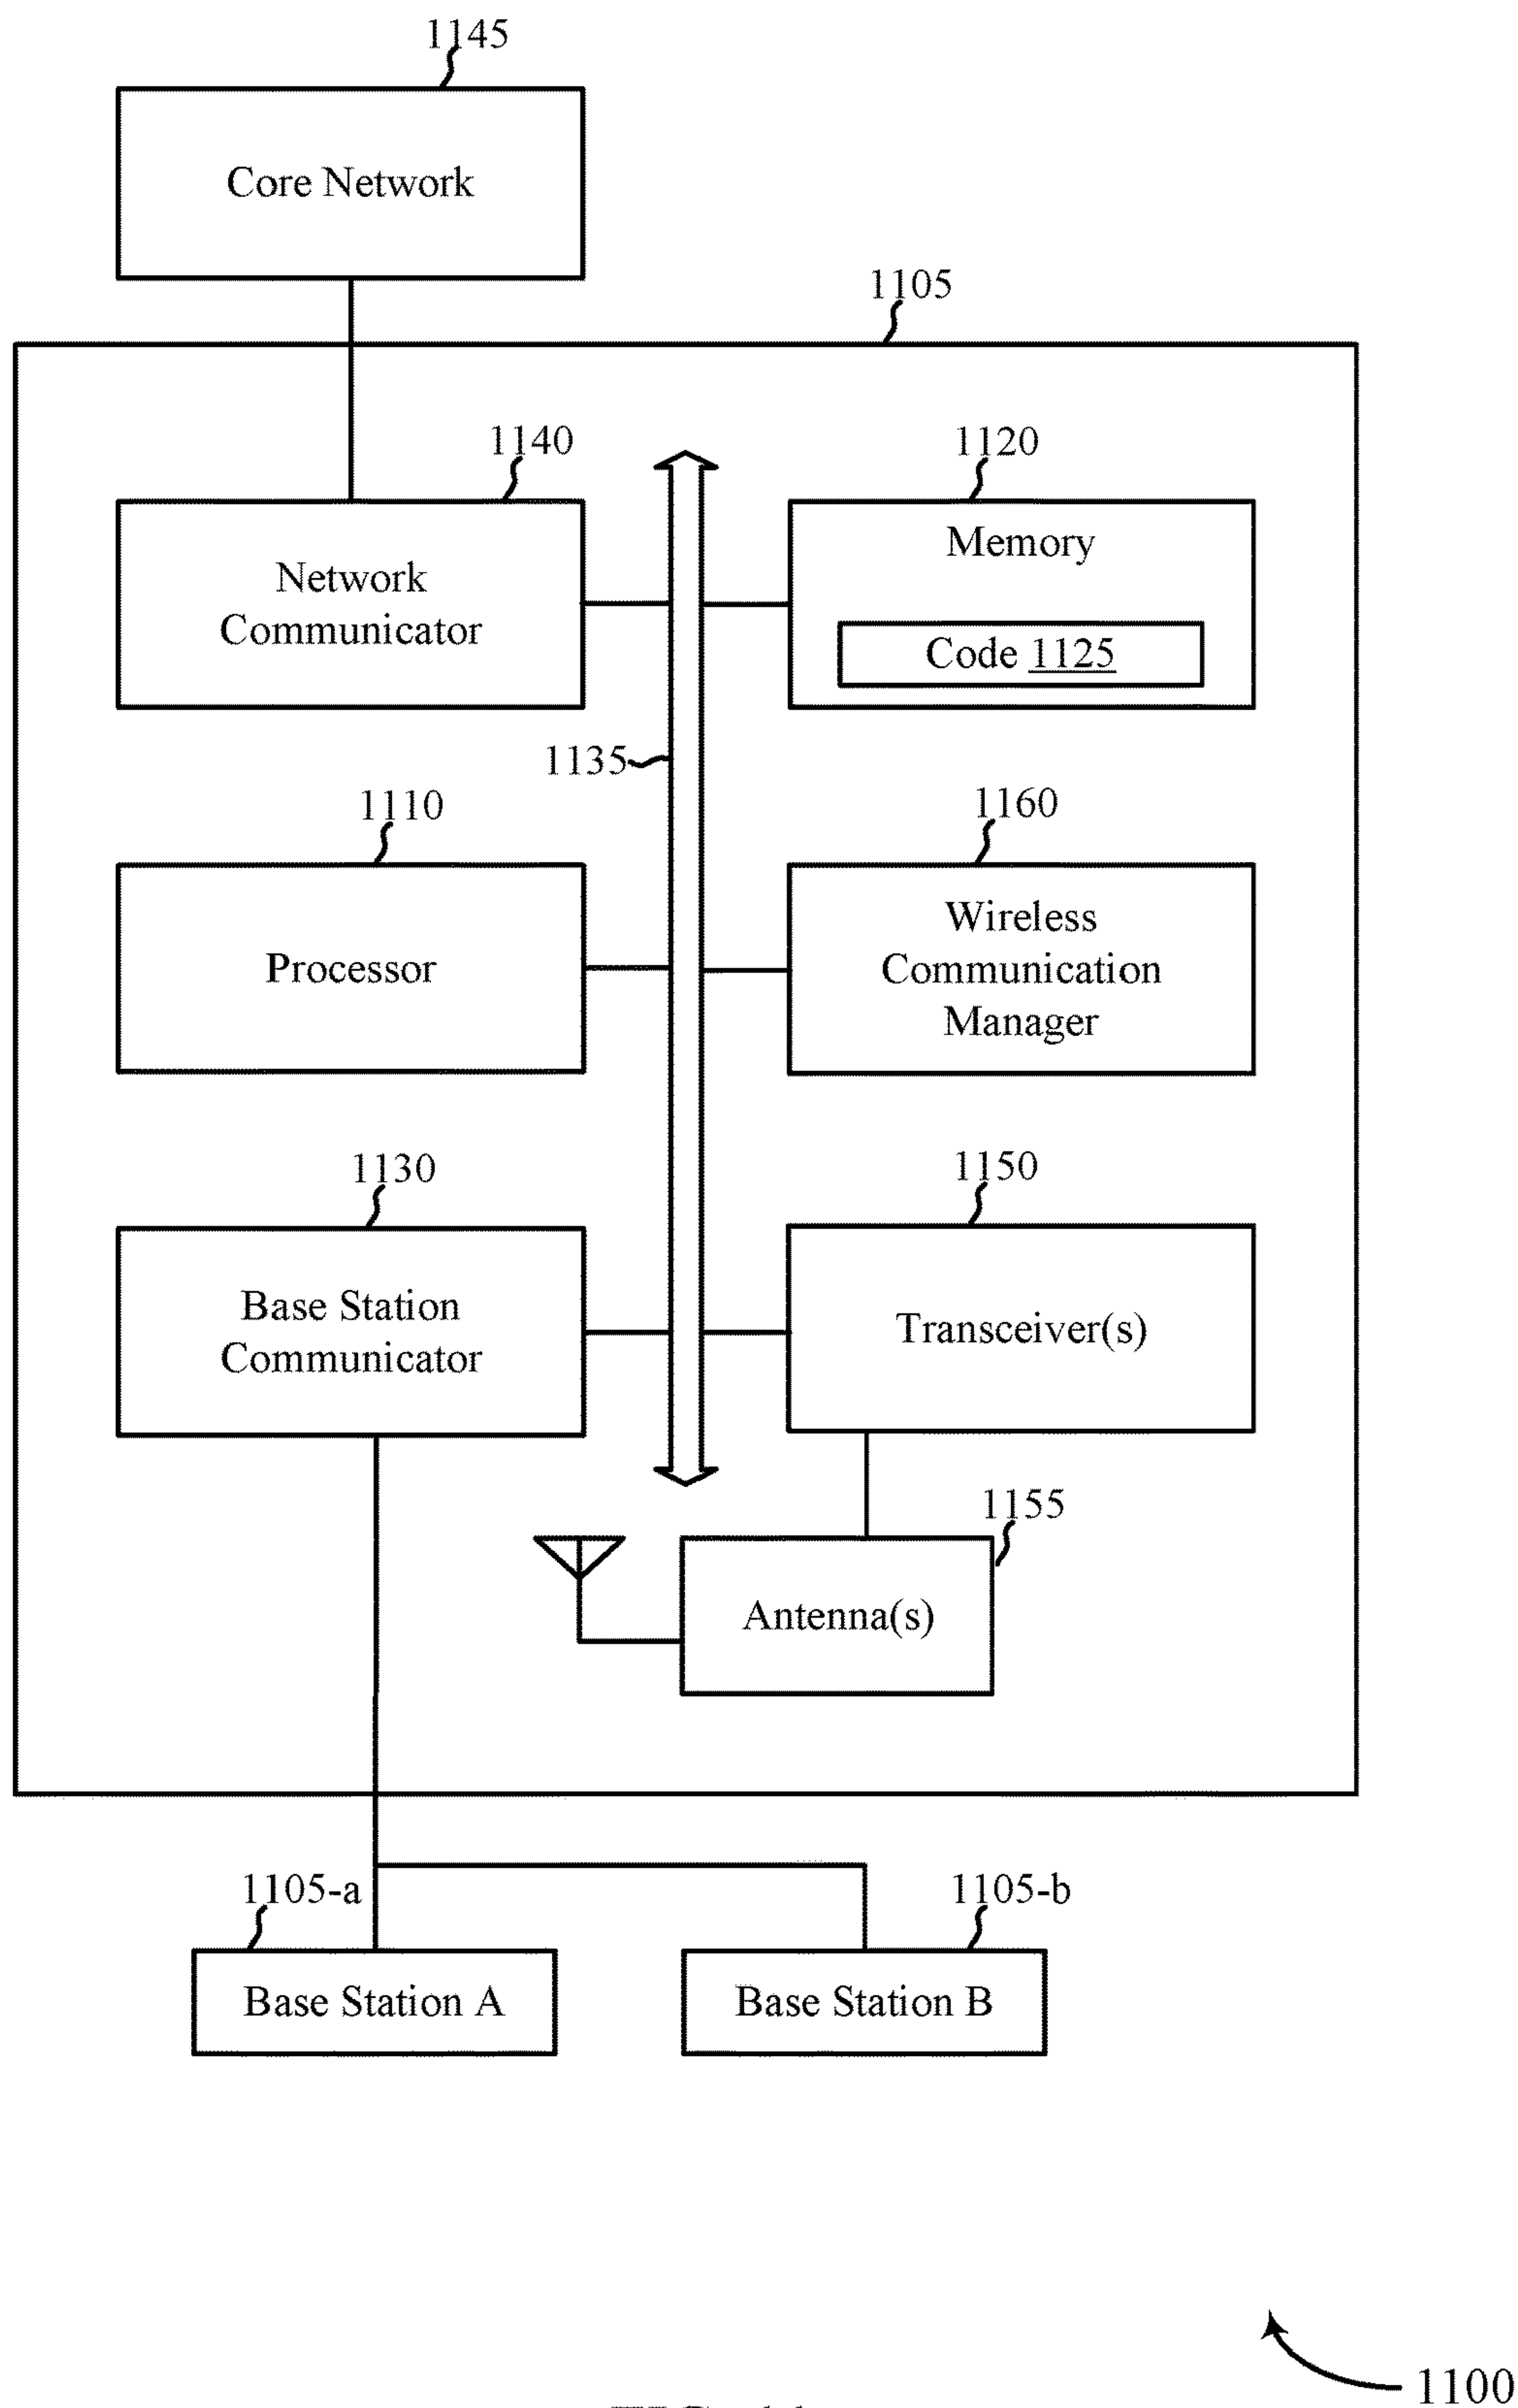 1145
Core Network
1105
1140
1120
Network
Communicator
Memory
Code 1125
1135
1110
1160
Processor
Wireless
Communication
Manager
1130
1150
Base Station
Communicator
Transceiver(s)
1155
Antenna(s)
1105-a
1105-b
Base Station A
Base Station B
1100